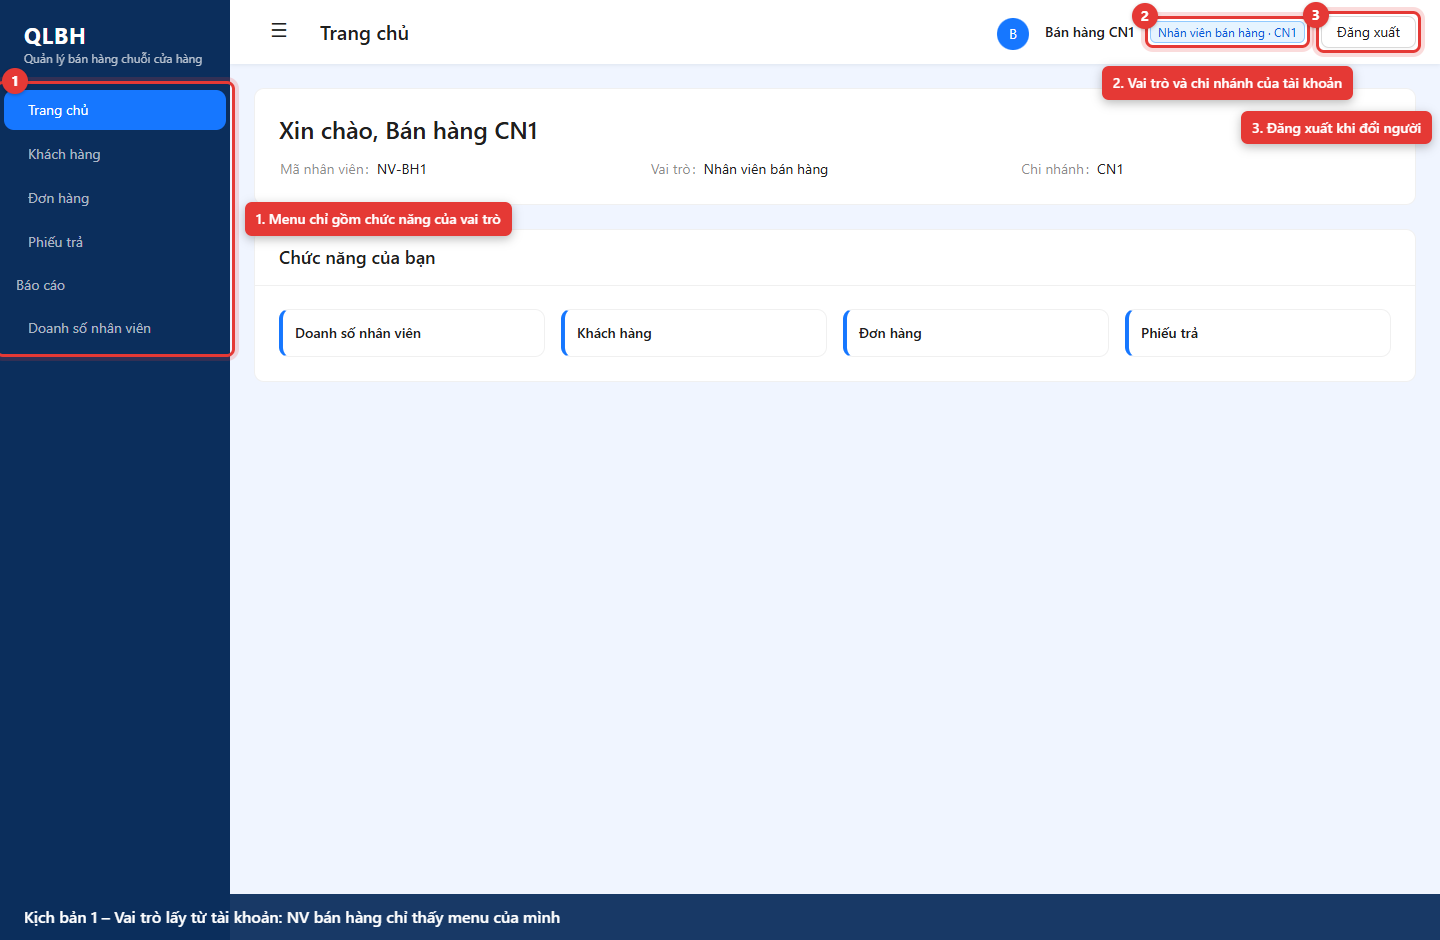 QLBH
Quản lý bán hàng chuỗi cửa hàng
1
Trang chủ
Khách hàng
Đơn hàng
Phiếu trả
Báo cáo
Doanh số nhân viên
☰
Trang chủ
B
Bán hàng CN1
2
Nhân viên bán hàng · CN1
3
Đăng xuất
2. Vai trò và chi nhánh của tài khoản
3. Đăng xuất khi đổi người
Xin chào, Bán hàng CN1
Mã nhân viên: NV-BH1
Vai trò: Nhân viên bán hàng
Chi nhánh: CN1
1. Menu chỉ gồm chức năng của vai trò
Chức năng của bạn
Doanh số nhân viên
Khách hàng
Đơn hàng
Phiếu trả
Kịch bản 1 – Vai trò lấy từ tài khoản: NV bán hàng chỉ thấy menu của mình